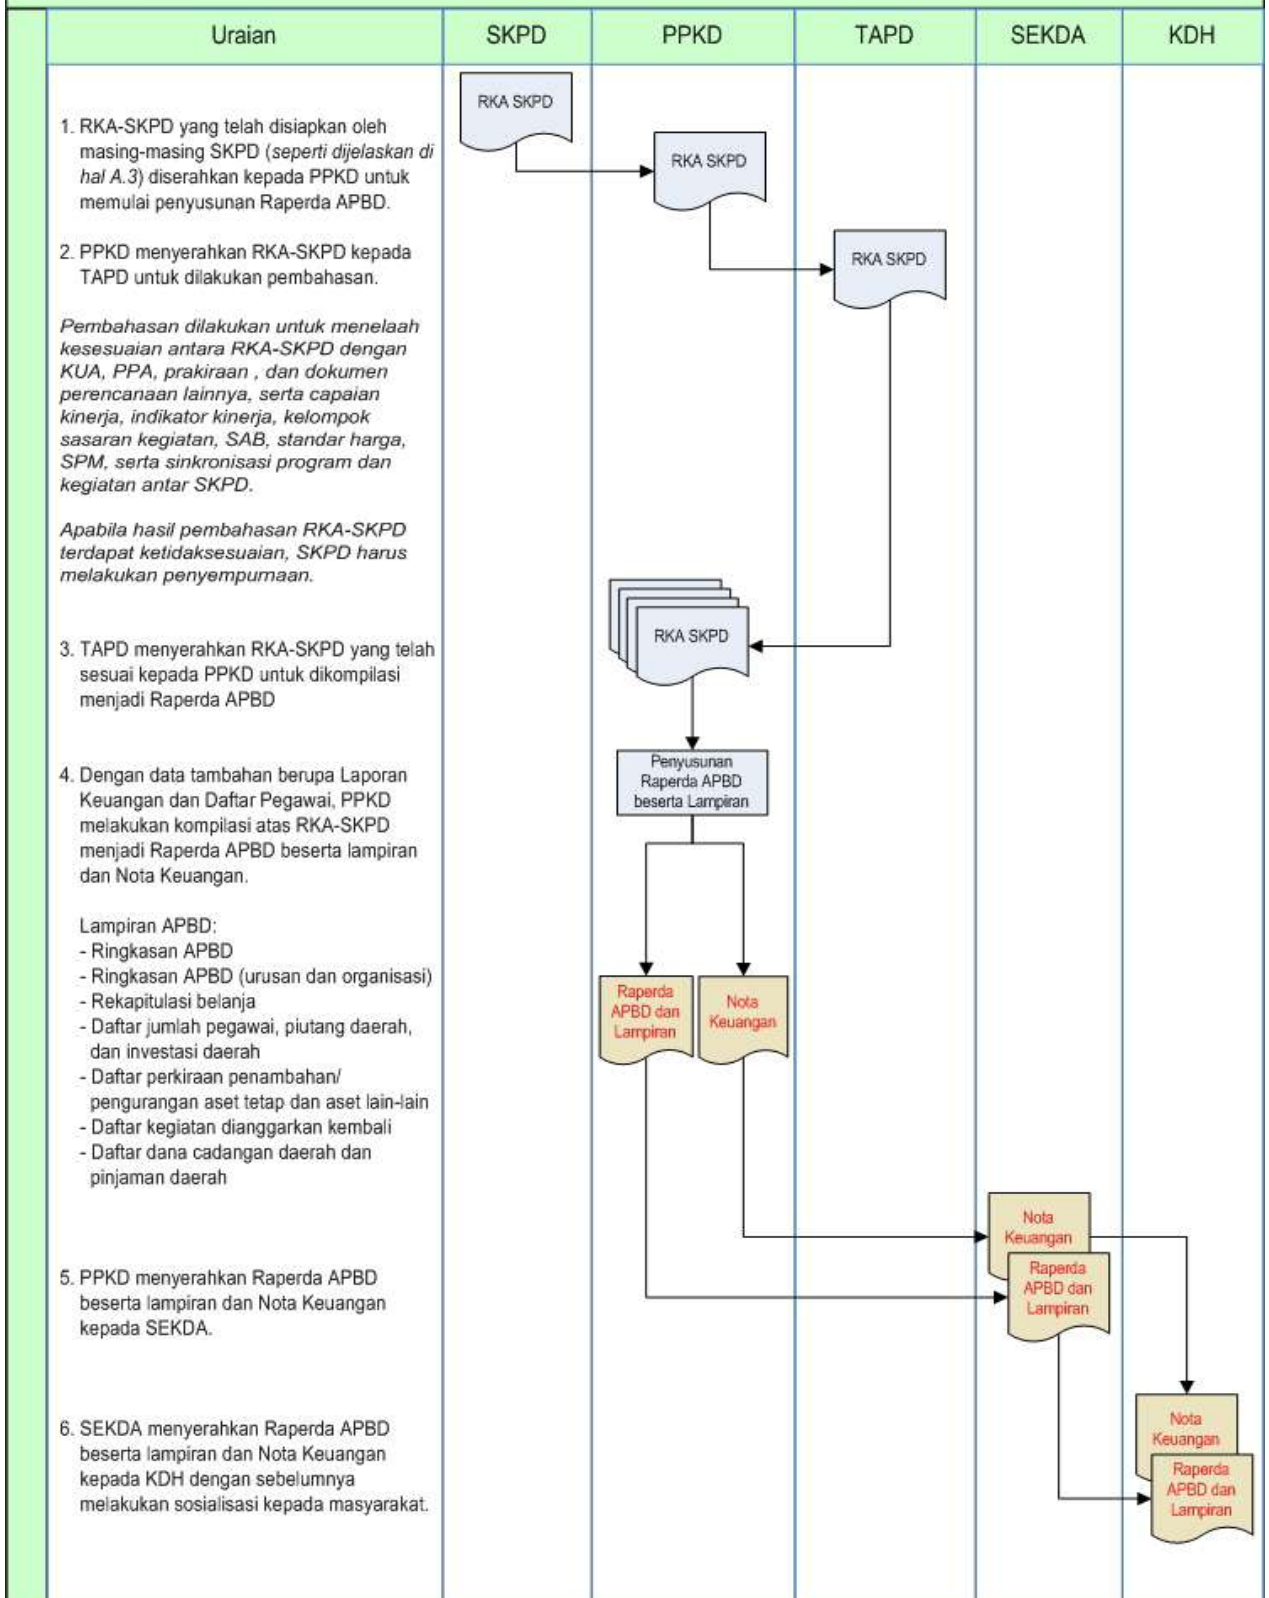 Uraian
SKPD
PPKD
TAPD
SEKDA
KDH
1. RKA-SKPD yang telah disiapkan oleh
masing-masing SKPD (seperti dijelaskan di
hal A.3) diserahkan kepada PPKD untuk
memulai penyusunan Raperda APBD.
2. PPKD menyerahkan RKA-SKPD kepada
TAPD untuk dilakukan pembahasan.
Pembahasan dilakukan untuk menelaah
kesesuaian antara RKA-SKPD dengan
KUA, PPA, prakiraan , dan dokumen
perencanaan lainnya, serta capaian
kinerja, indikator kinerja, kelompok
sasaran kegiatan, SAB, standar harga,
SPM, serta sinkronisasi program dan
kegiatan antar SKPD.
Apabila hasil pembahasan RKA-SKPD
terdapat ketidaksesuaian, SKPD harus
melakukan penyempurnaan.
3. TAPD menyerahkan RKA-SKPD yang telah
sesuai kepada PPKD untuk dikompilasi
menjadi Raperda APBD
4. Dengan data tambahan berupa Laporan
Keuangan dan Daftar Pegawai, PPKD
melakukan kompilasi atas RKA-SKPD
menjadi Raperda APBD beserta lampiran
dan Nota Keuangan.
Lampiran APBD:
- Ringkasan APBD
- Ringkasan APBD (urusan dan organisasi)
- Rekapitulasi belanja
- Daftar jumlah pegawai, piutang daerah,
dan investasi daerah
- Daftar perkiraan penambahan/
pengurangan aset tetap dan aset lain-lain
- Daftar kegiatan dianggarkan kembali
- Daftar dana cadangan daerah dan
pinjaman daerah
5. PPKD menyerahkan Raperda APBD
beserta lampiran dan Nota Keuangan
kepada SEKDA.
6. SEKDA menyerahkan Raperda APBD
beserta lampiran dan Nota Keuangan
kepada KDH dengan sebelumnya
melakukan sosialisasi kepada masyarakat.
RKA SKPD
RKA SKPD
RKA SKPD
RKA SKPD
Penyusunan
Raperda APBD
beserta Lampiran
Raperda
APBD dan
Lampiran
Nota
Keuangan
Nota
Keuangan
Raperda
APBD dan
Lampiran
Nota
Keuangan
Raperda
APBD dan
Lampiran